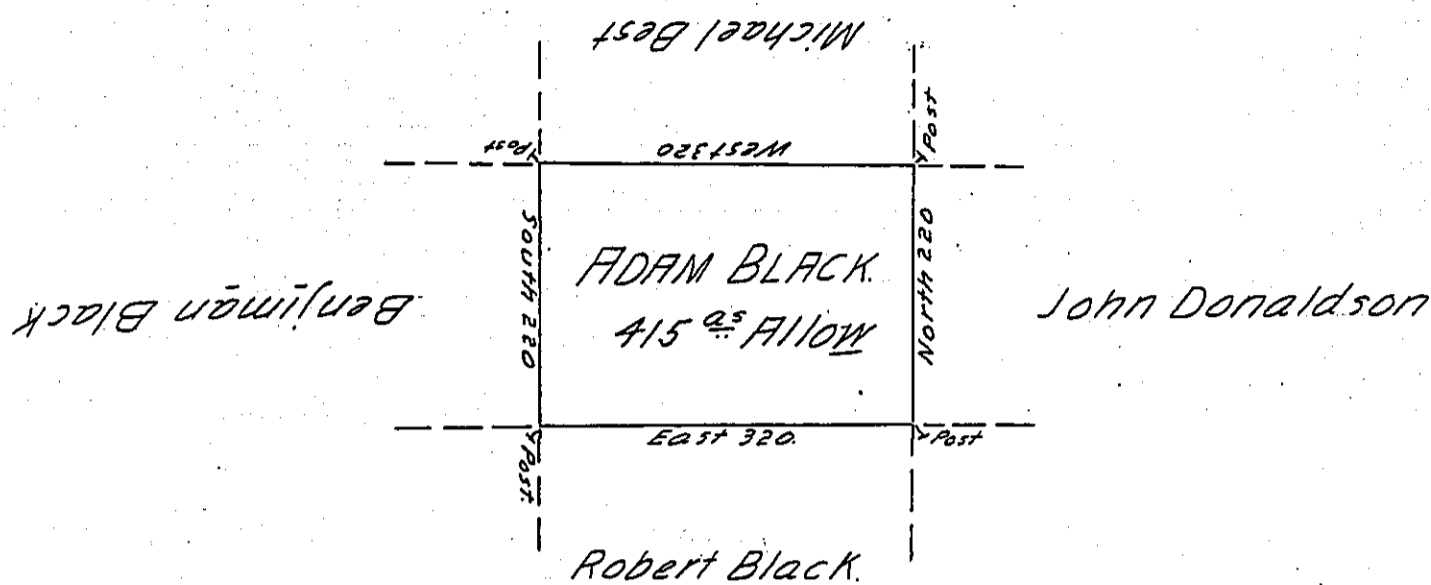 Michael Best
Post
Post
West 320
South 220
ADAM BLACK.
415 as Allow
North 220
Benjiman Black
John Donaldson
East 320.
Post.
Post
Robert Black.